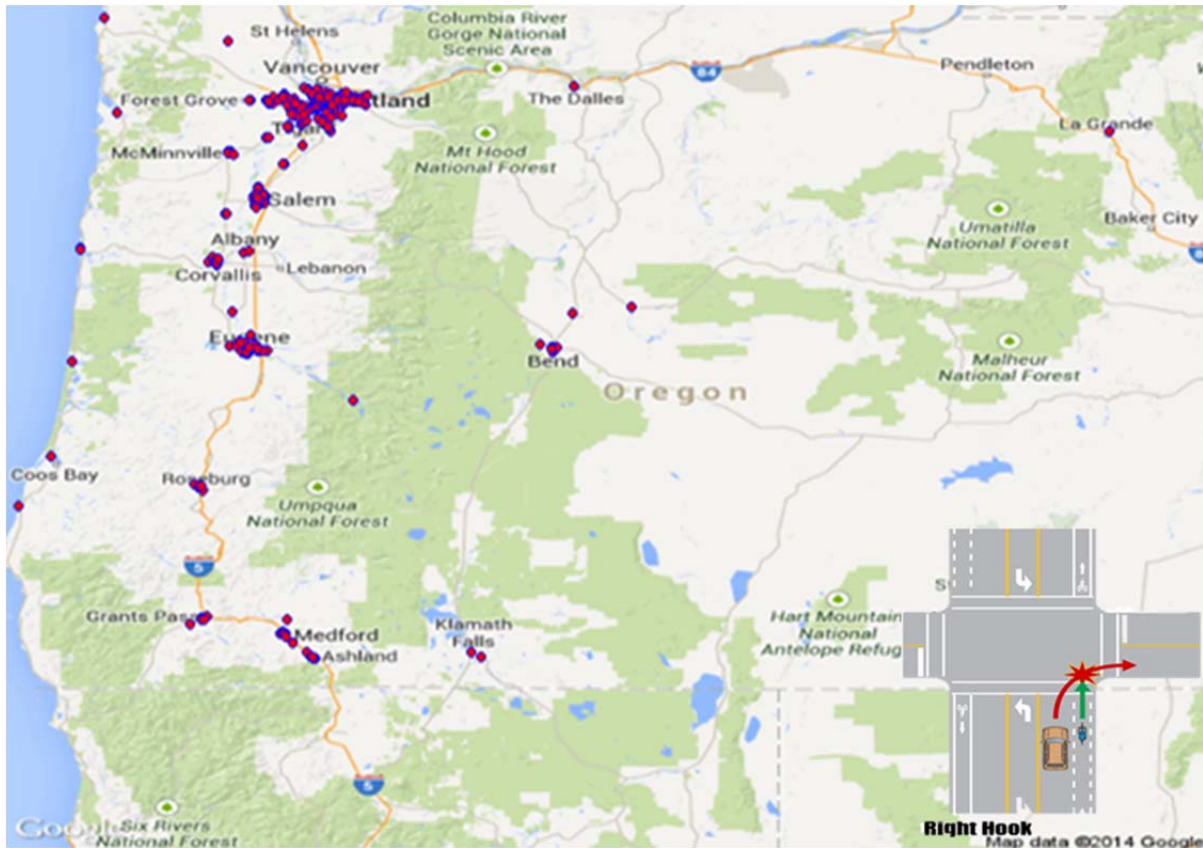 Columbia River
Gorge National
Scenic Area
St Helens
Vancouver
84
Pendleton
Forest Grove
tland
The Dalles
La Grande
McMinnville
Mt Hood
National Forest
Salem
Umatilla
National Forest
Baker City
Albany
Corvallis
Lebanon
Eugene
Bend
Malheur
National Forest
Oregon
Coos Bay
Roseburg
Umpqua
National Forest
5
Grants Pass
Medford
Ashland
Klamath
Falls
Hart Mountain
National
Antelope Refug
5
Google
Six Rivers
National Forest
Right Hook
Map data ©2014 Google